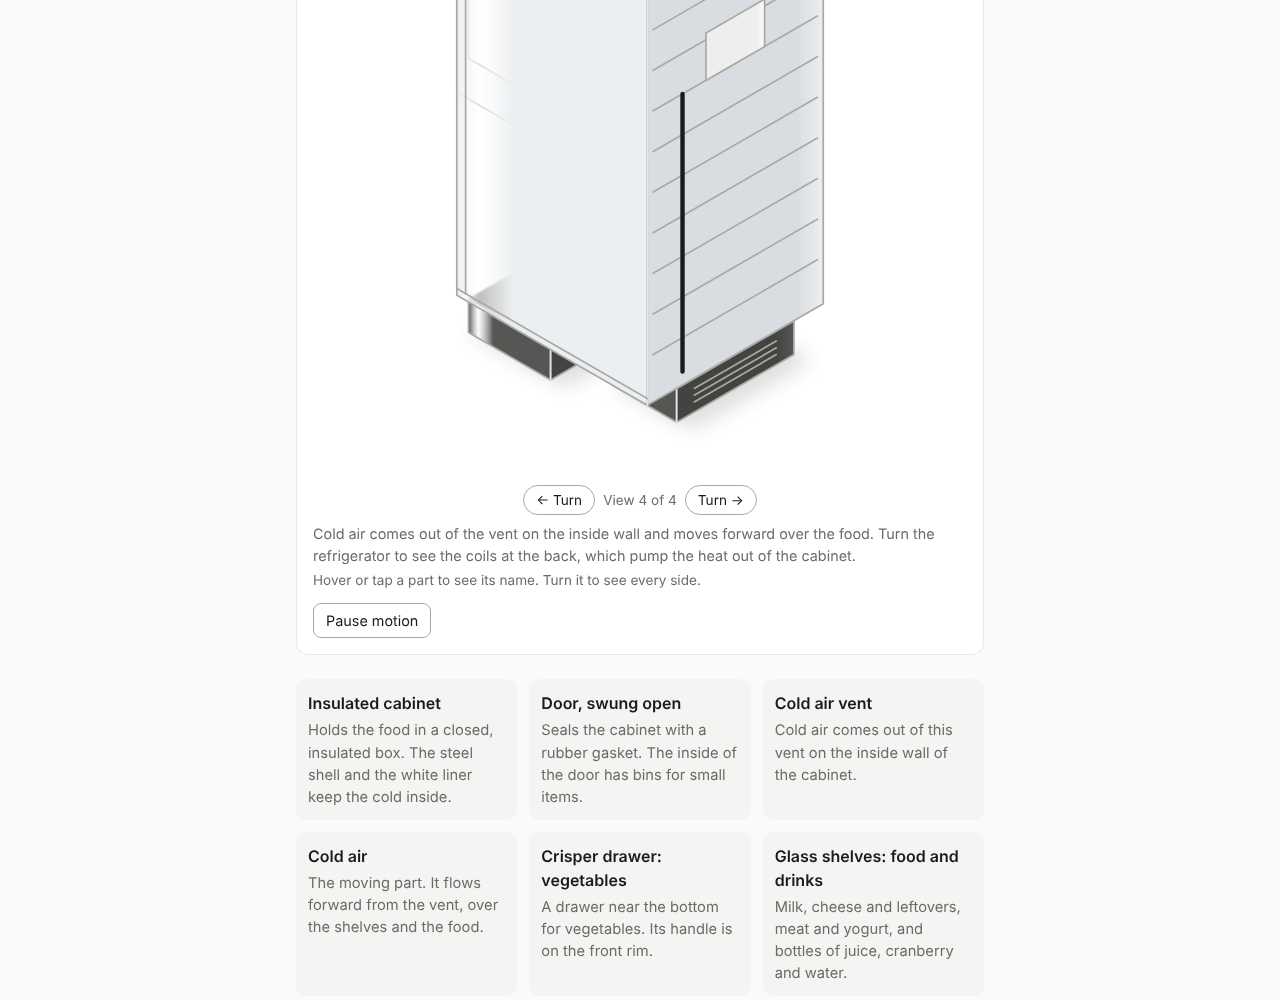 ← Turn
View 4 of 4
Turn →
Cold air comes out of the vent on the inside wall and moves forward over the food. Turn the
refrigerator to see the coils at the back, which pump the heat out of the cabinet.
Hover or tap a part to see its name. Turn it to see every side.
Pause motion
Insulated cabinet
Holds the food in a closed,
insulated box. The steel
shell and the white liner
keep the cold inside.
Door, swung open
Seals the cabinet with a
rubber gasket. The inside of
the door has bins for small
items.
Cold air vent
Cold air comes out of this
vent on the inside wall of
the cabinet.
Cold air
The moving part. It flows
forward from the vent, over
the shelves and the food.
Crisper drawer:
vegetables
A drawer near the bottom
for vegetables. Its handle is
on the front rim.
Glass shelves: food and
drinks
Milk, cheese and leftovers,
meat and yogurt, and
bottles of juice, cranberry
and water.